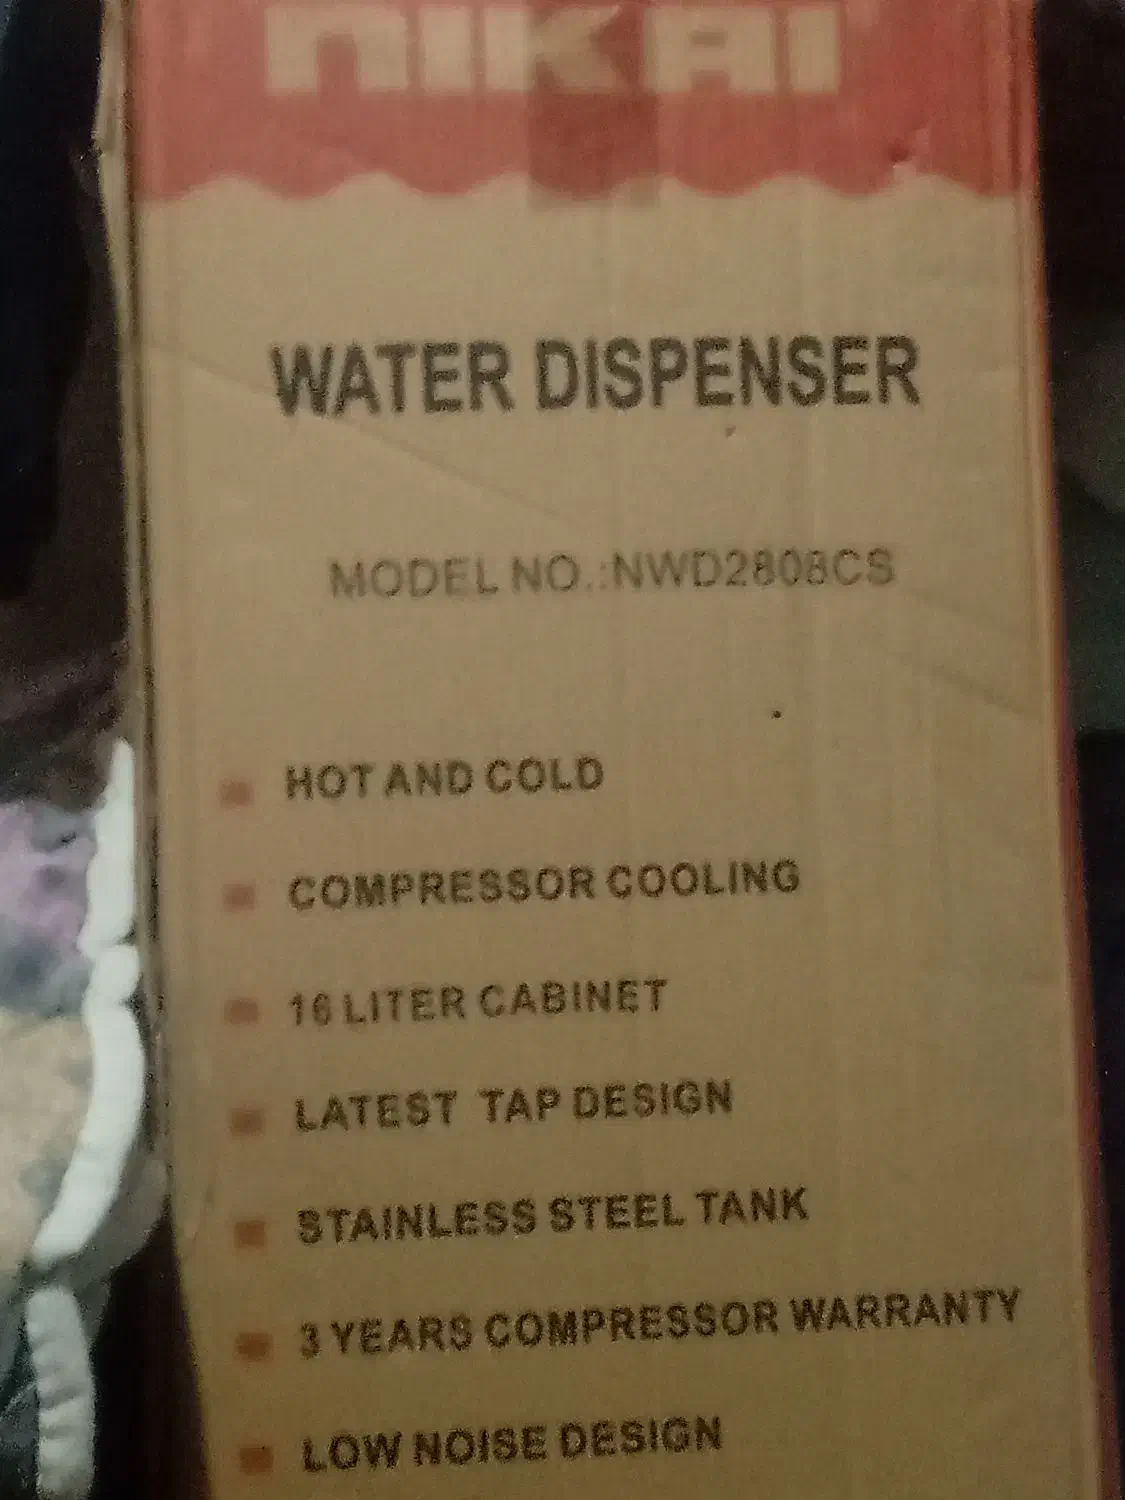 NIKAI
WATER DISPENSER
MODEL NO.:NWD2808CS
HOT AND COLD
COMPRESSOR COOLING
16 LITER CABINET
LATEST TAP DESIGN
STAINLESS STEEL TANK
3 YEARS COMPRESSOR WARRANTY
LOW NOISE DESIGN